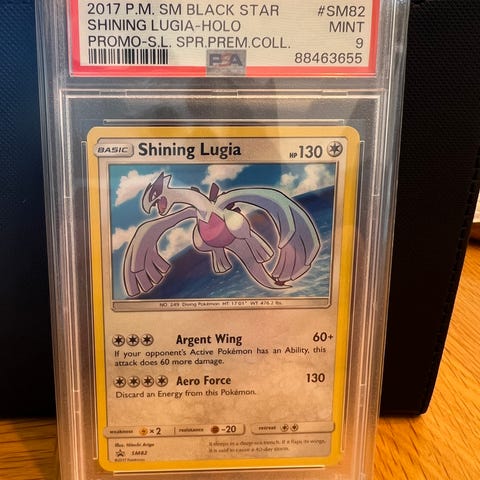 2017 P.M. SM BLACK STAR #SM82
SHINING LUGIA-HOLO MINT
PROMO-S.L. SPR.PREM.COLL. 9
PSA 88463655
BASIC Shining Lugia HP 130
NO. 249 Diving Pokémon HT 17'01" WT 476.2 lbs.
Argent Wing 60+
If your opponent's Active Pokémon has an Ability, this
attack does 60 more damage.
Aero Force 130
Discard an Energy from this Pokémon.
weakness ×2 resistance -20 retreat
Illus. Hitoshi Ariga
It sleeps in a deep-sea trench. If it flaps its wings,
it is said to cause a 40-day storm.
SM82
©2017 Pokémon